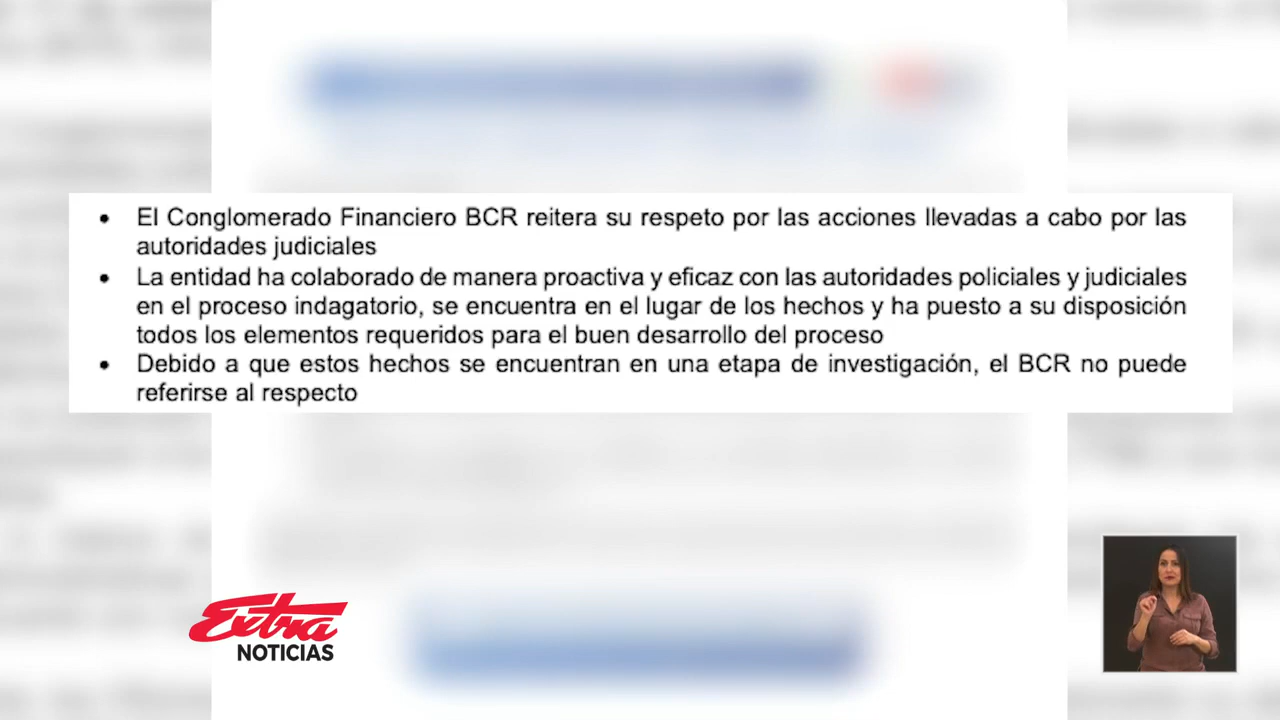 • El Conglomerado Financiero BCR reitera su respeto por las acciones llevadas a cabo por las
autoridades judiciales
• La entidad ha colaborado de manera proactiva y eficaz con las autoridades policiales y judiciales
en el proceso indagatorio, se encuentra en el lugar de los hechos y ha puesto a su disposición
todos los elementos requeridos para el buen desarrollo del proceso
• Debido a que estos hechos se encuentran en una etapa de investigación, el BCR no puede
referirse al respecto
Extra
NOTICIAS